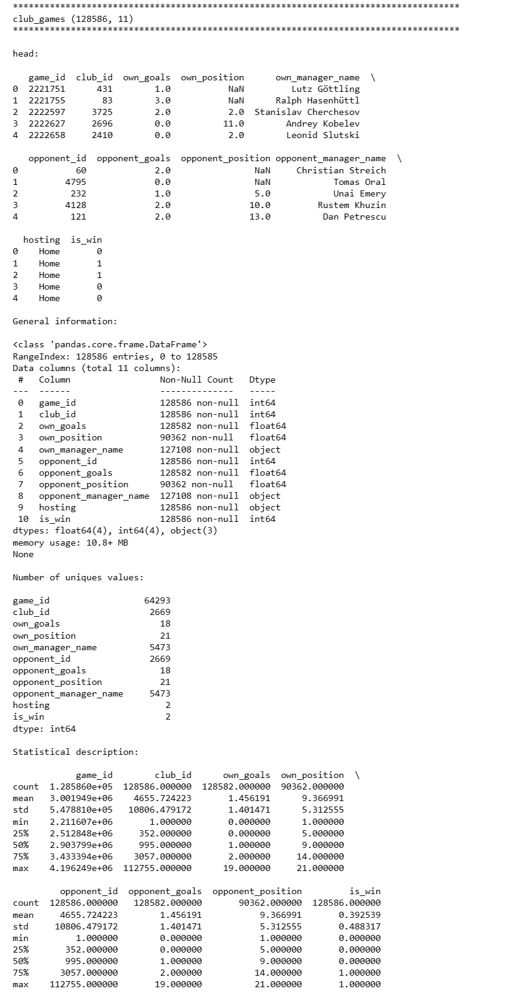 *************************************************************************************
club_games (128586, 11)
*************************************************************************************
head:
   game_id  club_id  own_goals  own_position      own_manager_name  \
0  2221751      431        1.0           NaN         Lutz Göttling
1  2221755       83        3.0           NaN      Ralph Hasenhüttl
2  2222597     3725        2.0           2.0  Stanislav Cherchesov
3  2222627     2696        0.0          11.0        Andrey Kobelev
4  2222658     2410        0.0           2.0        Leonid Slutski
   opponent_id  opponent_goals  opponent_position opponent_manager_name  \
0           60             2.0                NaN     Christian Streich
1         4795             0.0                NaN            Tomas Oral
2          232             1.0                5.0            Unai Emery
3         4128             2.0               10.0         Rustem Khuzin
4          121             2.0               13.0          Dan Petrescu
  hosting  is_win
0    Home       0
1    Home       1
2    Home       1
3    Home       0
4    Home       0
General information:
<class 'pandas.core.frame.DataFrame'>
RangeIndex: 128586 entries, 0 to 128585
Data columns (total 11 columns):
 #   Column                 Non-Null Count   Dtype
---  ------                 --------------   -----
 0   game_id                128586 non-null  int64
 1   club_id                128586 non-null  int64
 2   own_goals              128582 non-null  float64
 3   own_position           90362 non-null   float64
 4   own_manager_name       127108 non-null  object
 5   opponent_id            128586 non-null  int64
 6   opponent_goals         128582 non-null  float64
 7   opponent_position      90362 non-null   float64
 8   opponent_manager_name  127108 non-null  object
 9   hosting                128586 non-null  object
 10  is_win                 128586 non-null  int64
dtypes: float64(4), int64(4), object(3)
memory usage: 10.8+ MB
None
Number of uniques values:
game_id                  64293
club_id                   2669
own_goals                   18
own_position                21
own_manager_name          5473
opponent_id               2669
opponent_goals              18
opponent_position           21
opponent_manager_name     5473
hosting                      2
is_win                       2
dtype: int64
Statistical description:
            game_id        club_id      own_goals  own_position  \
count  1.285860e+05  128586.000000  128582.000000  90362.000000
mean   3.001949e+06    4655.724223       1.456191      9.366991
std    5.478810e+05   10806.479172       1.401471      5.312555
min    2.211607e+06       1.000000       0.000000      1.000000
25%    2.512848e+06     352.000000       0.000000      5.000000
50%    2.903799e+06     995.000000       1.000000      9.000000
75%    3.433394e+06    3057.000000       2.000000     14.000000
max    4.196249e+06  112755.000000      19.000000     21.000000
         opponent_id  opponent_goals  opponent_position         is_win
count  128586.000000   128582.000000       90362.000000  128586.000000
mean     4655.724223        1.456191           9.366991       0.392539
std     10806.479172        1.401471           5.312555       0.488317
min         1.000000        0.000000           1.000000       0.000000
25%       352.000000        0.000000           5.000000       0.000000
50%       995.000000        1.000000           9.000000       0.000000
75%      3057.000000        2.000000          14.000000       1.000000
max    112755.000000       19.000000          21.000000       1.000000